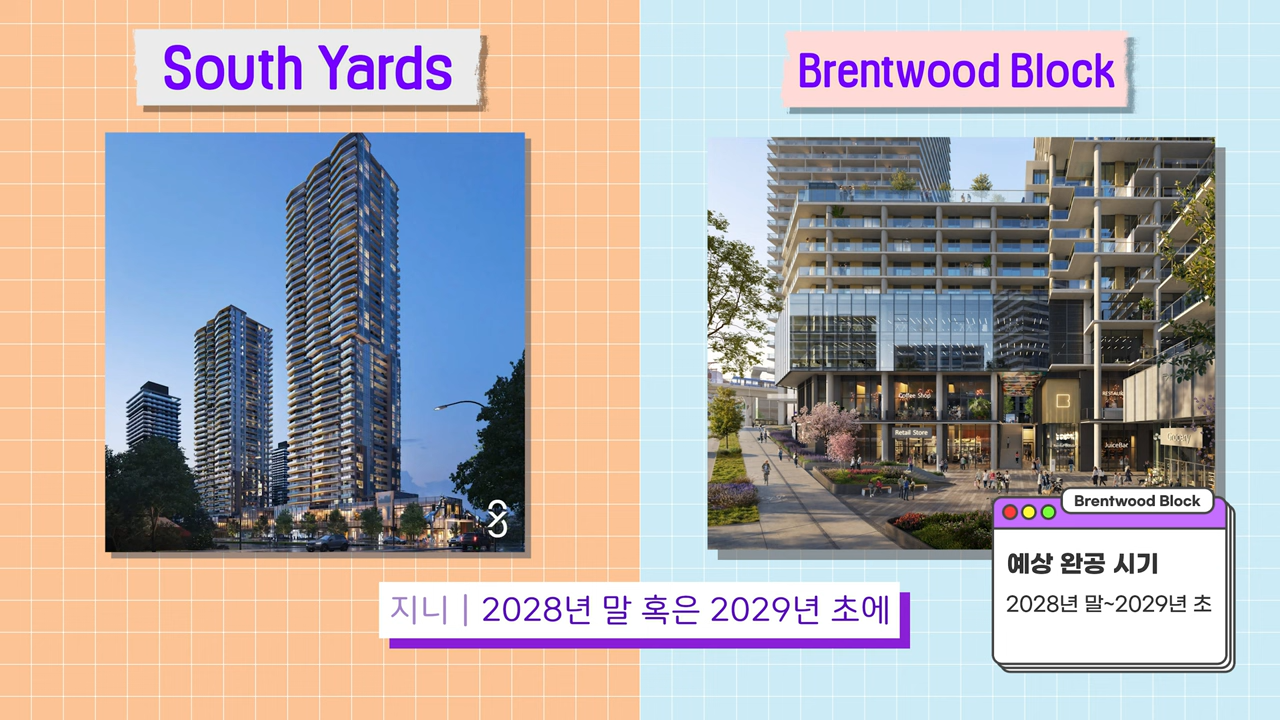 South Yards
Brentwood Block
Coffee Shop
Retail Store
JuiceBar
Brentwood Block
예상 완공 시기
2028년 말~2029년 초
지니 | 2028년 말 혹은 2029년 초에